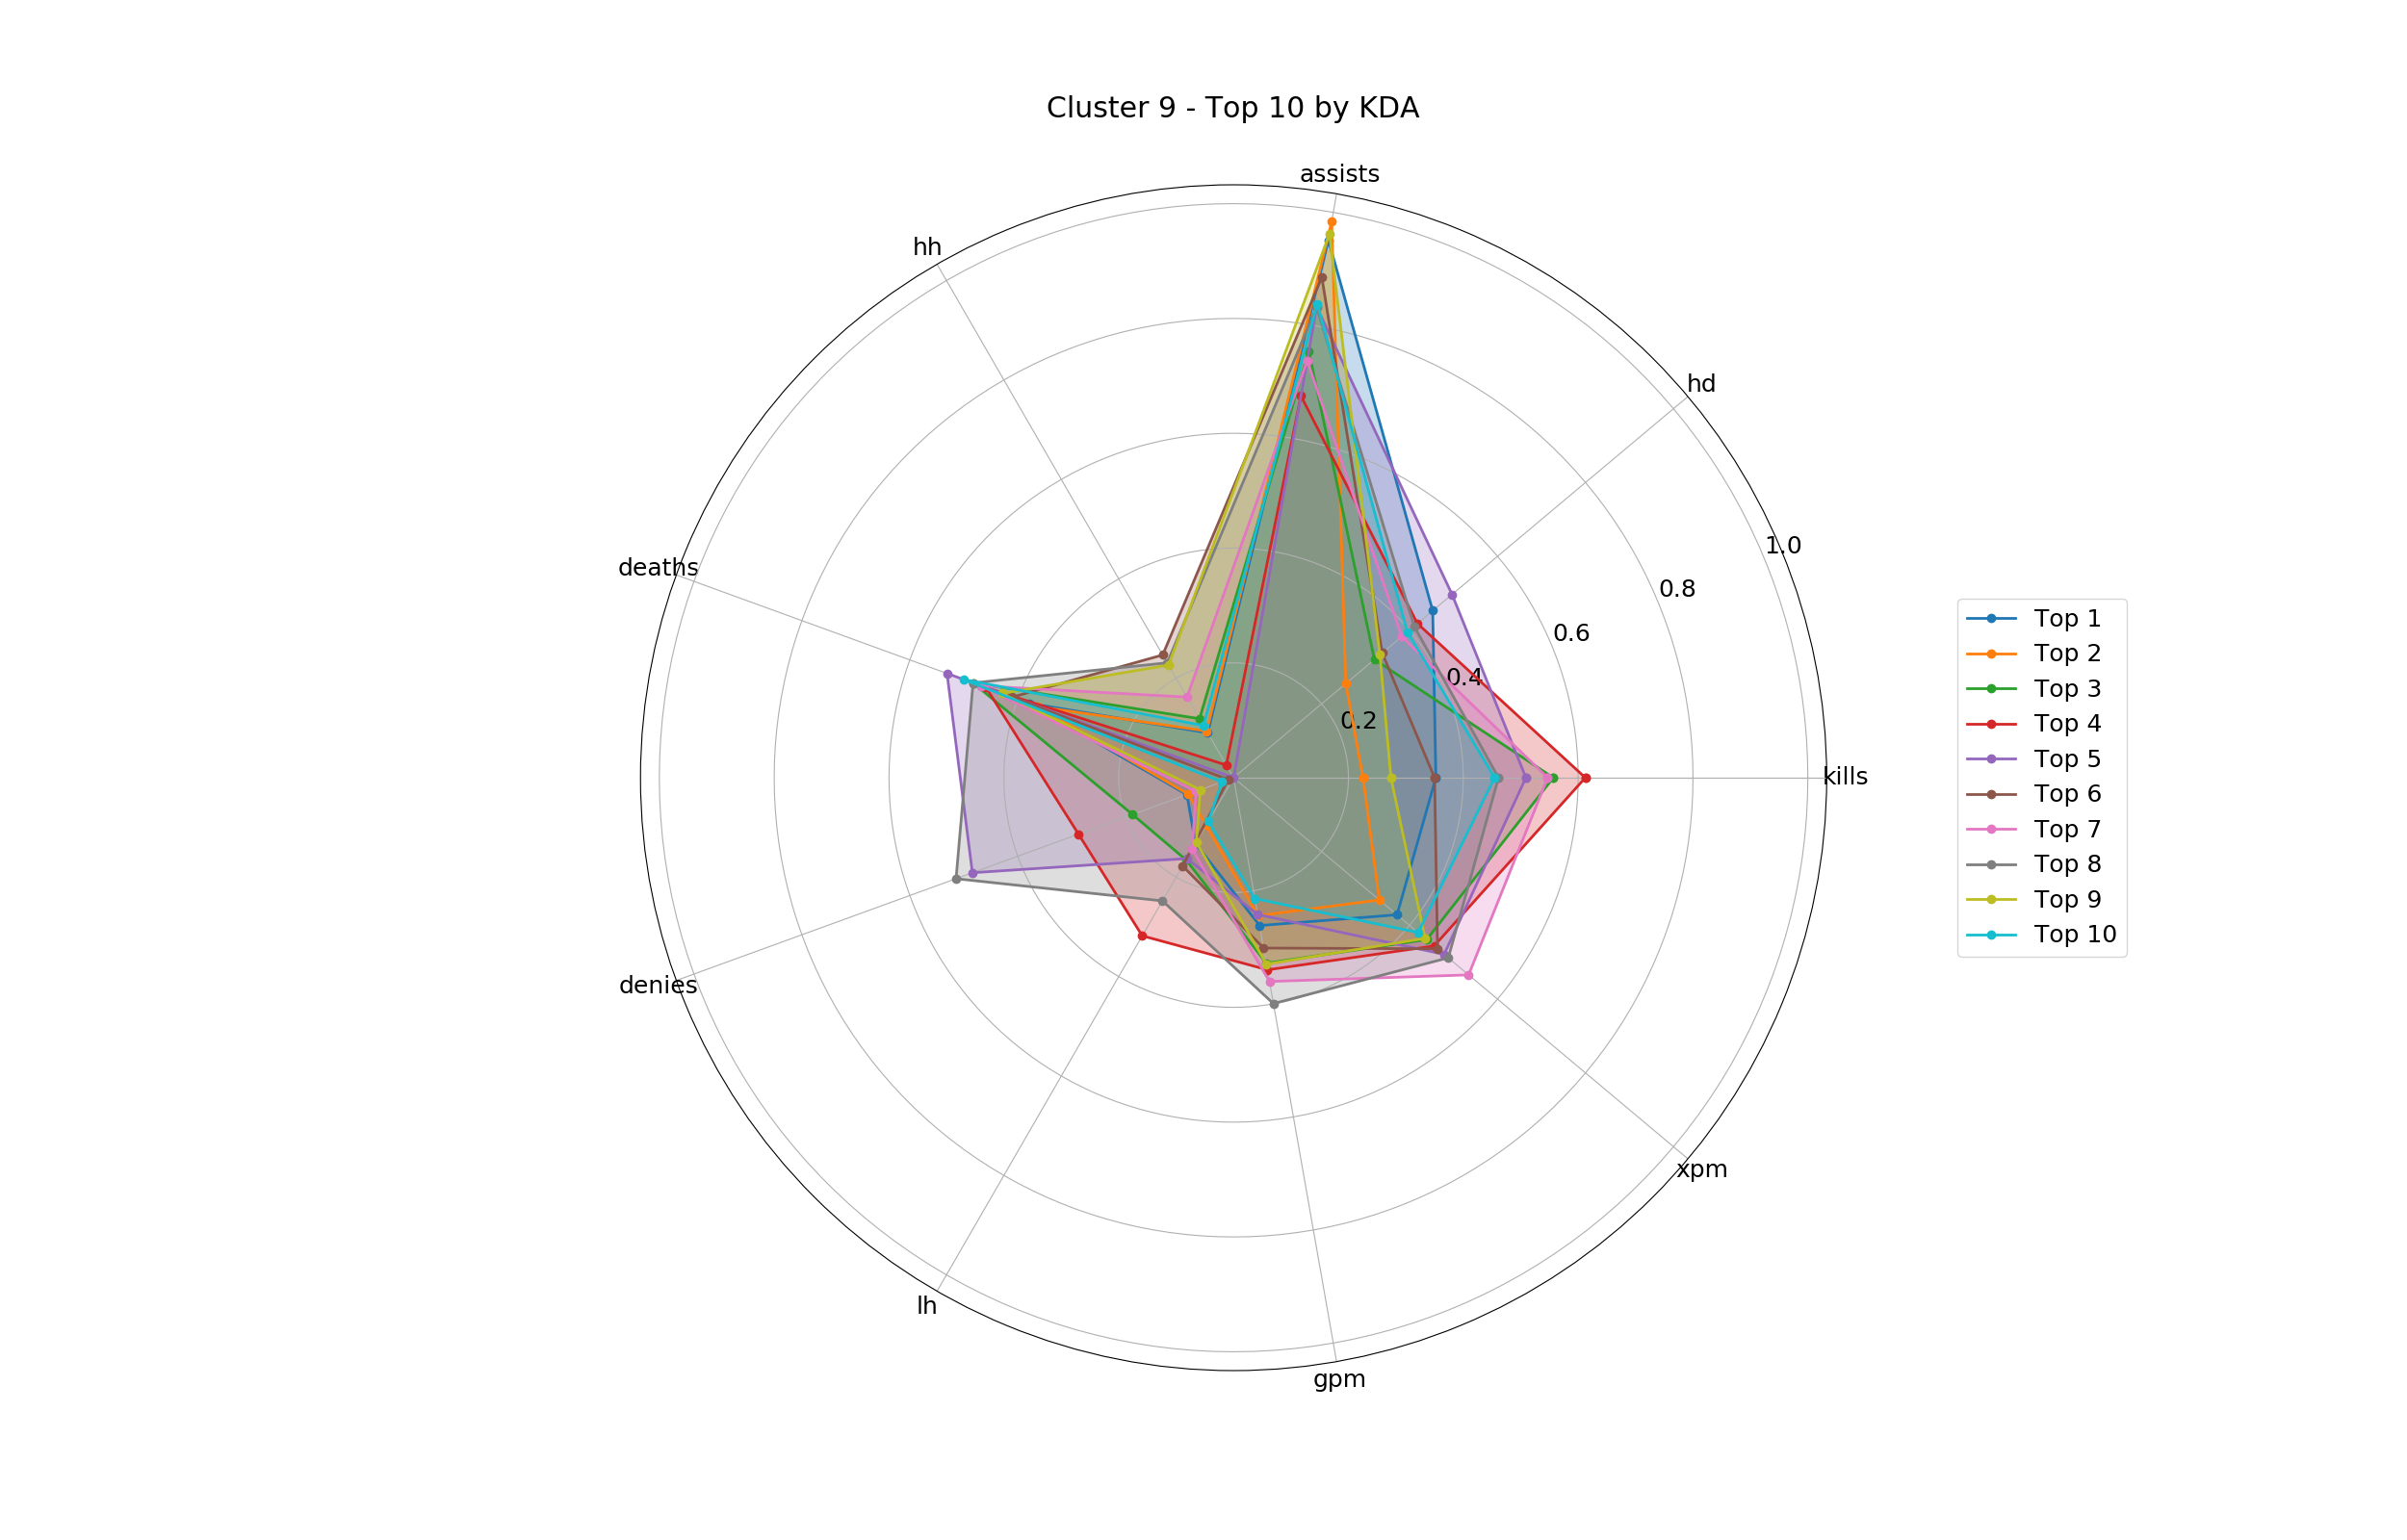 Cluster 9 - Top 10 by KDA
assists
hh
hd
deaths
kills
denies
xpm
lh
gpm
1.0
0.8
0.6
0.4
0.2
Top 1
Top 2
Top 3
Top 4
Top 5
Top 6
Top 7
Top 8
Top 9
Top 10